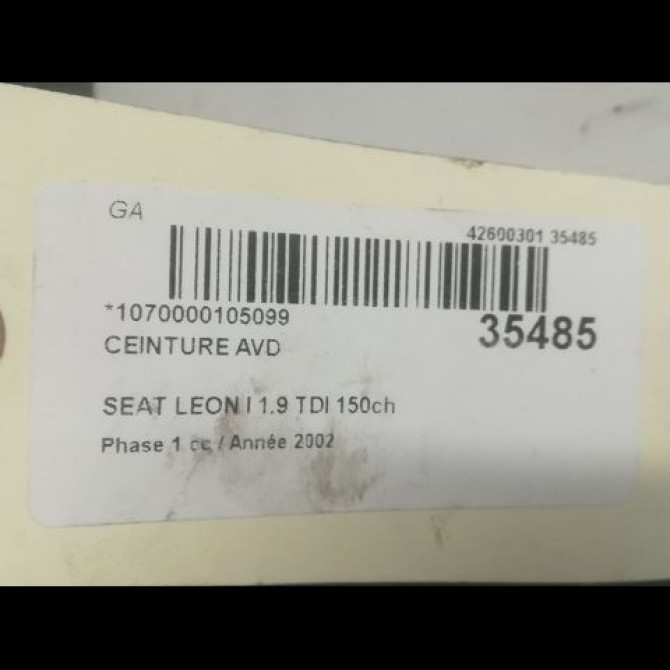 GA
42600301 35485
*1070000105099
35485
CEINTURE AVD
SEAT LEON I 1.9 TDI 150ch
Phase 1 cc / Année 2002